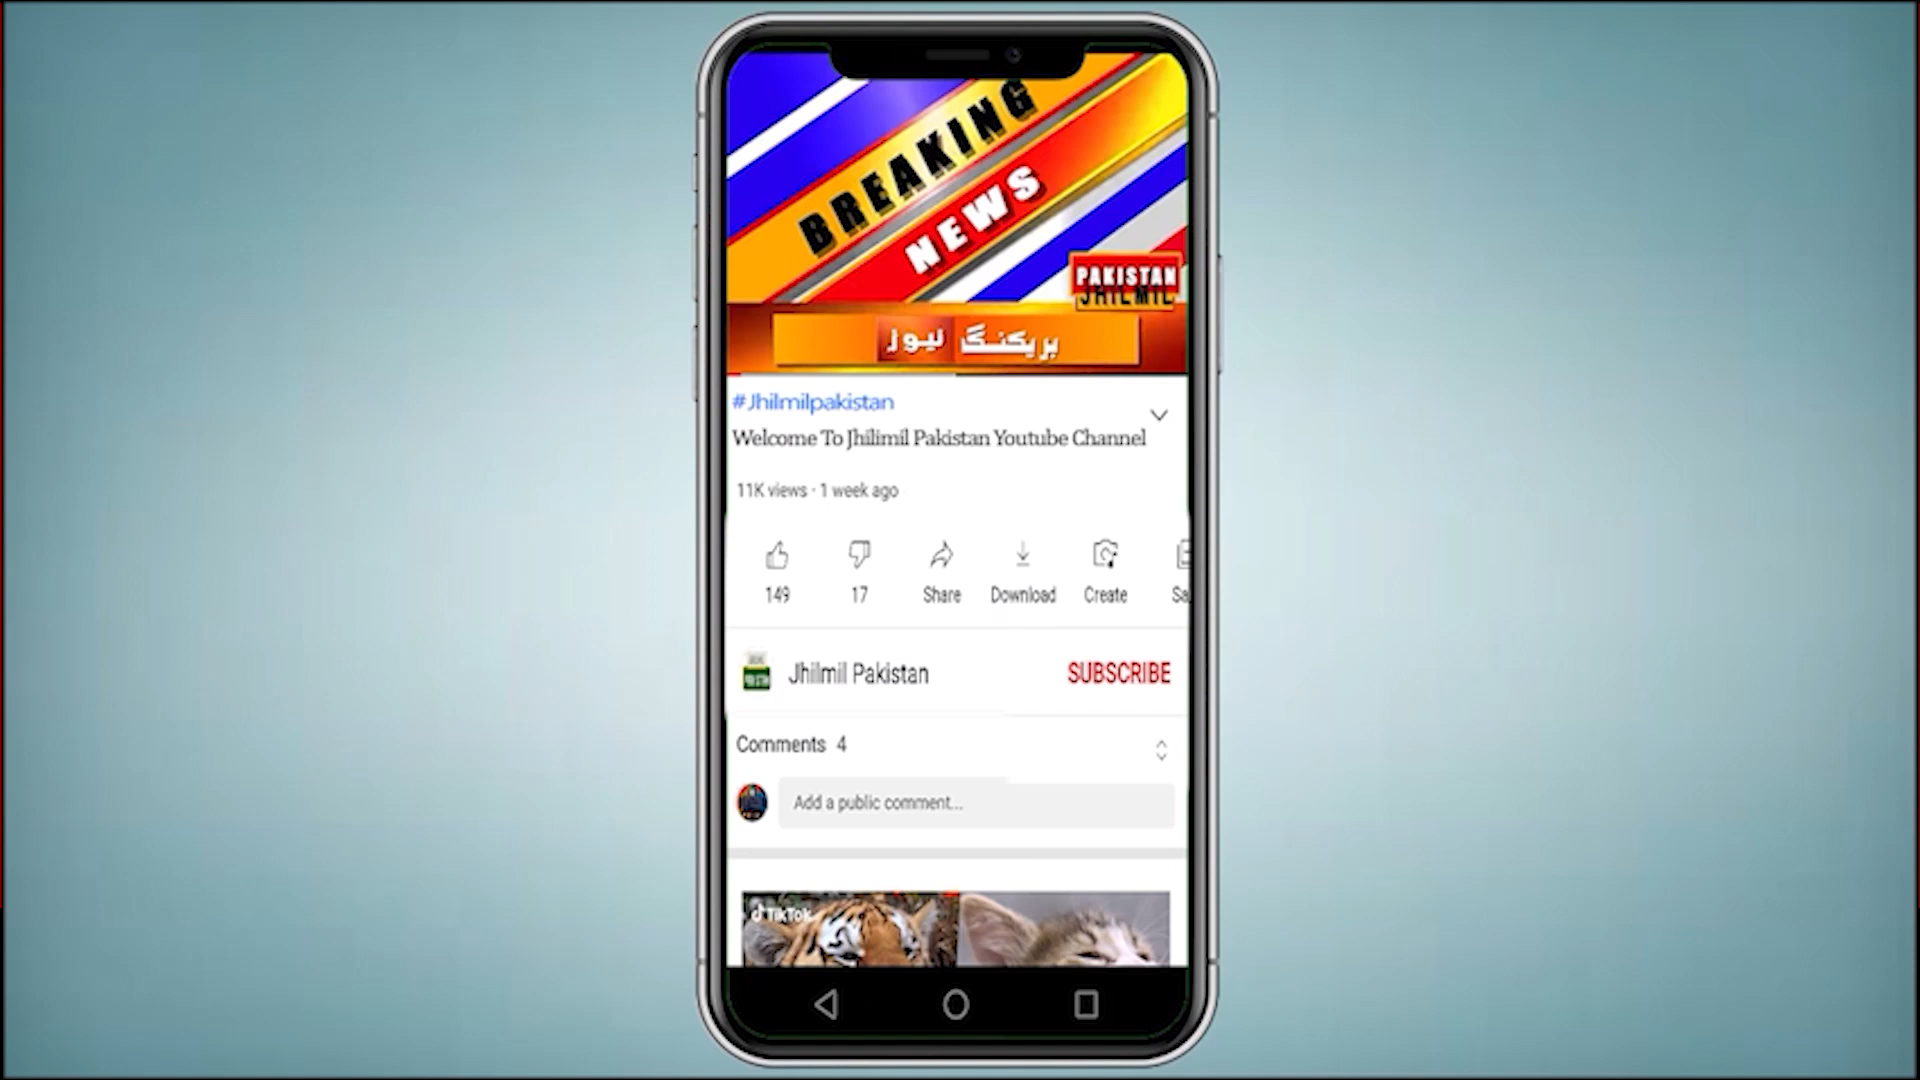 BREAKING
NEWS
PAKISTAN
JHILMIL
بریکنگ نیوز
#Jhilmilpakistan
Welcome To Jhilimil Pakistan Youtube Channel
11K views · 1 week ago
149
17
Share
Download
Create
Sa
Jhilmil Pakistan
SUBSCRIBE
Comments 4
Add a public comment...
TikTok